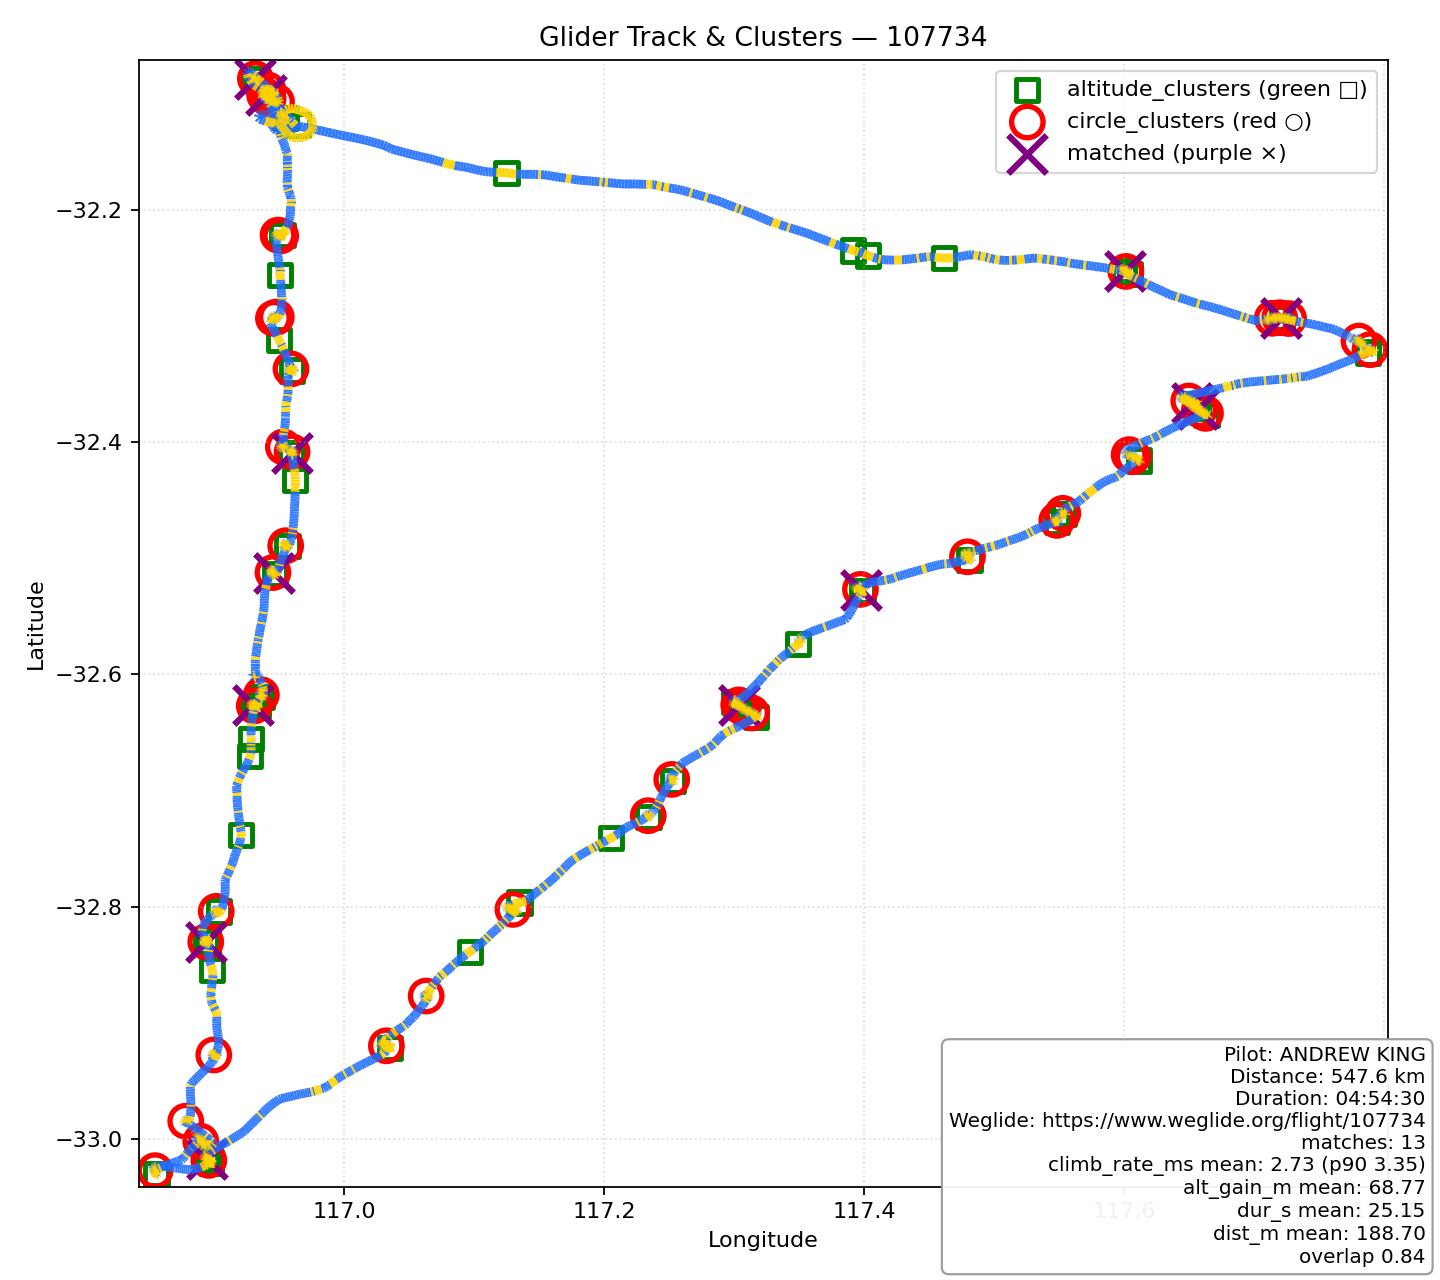 Glider Track & Clusters — 107734
altitude_clusters (green □)
circle_clusters (red ○)
matched (purple ×)
Latitude
−32.2
−32.4
−32.6
−32.8
−33.0
117.0
117.2
117.4
117.6
Longitude
Pilot: ANDREW KING
Distance: 547.6 km
Duration: 04:54:30
Weglide: https://www.weglide.org/flight/107734
matches: 13
climb_rate_ms mean: 2.73 (p90 3.35)
alt_gain_m mean: 68.77
dur_s mean: 25.15
dist_m mean: 188.70
overlap 0.84